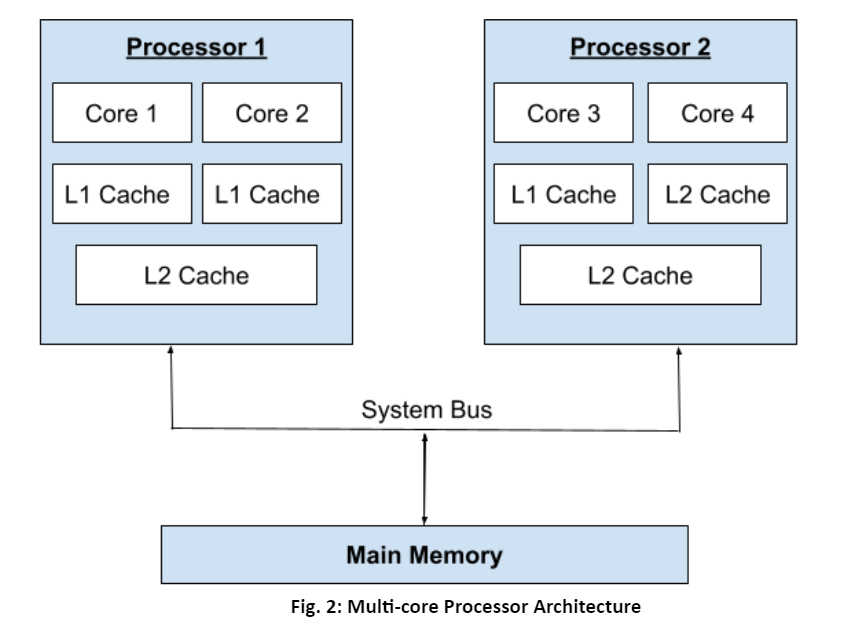 Processor 1
Processor 2
Core 1
Core 2
Core 3
Core 4
L1 Cache
L1 Cache
L1 Cache
L2 Cache
L2 Cache
L2 Cache
System Bus
Main Memory
Fig. 2: Multi-core Processor Architecture